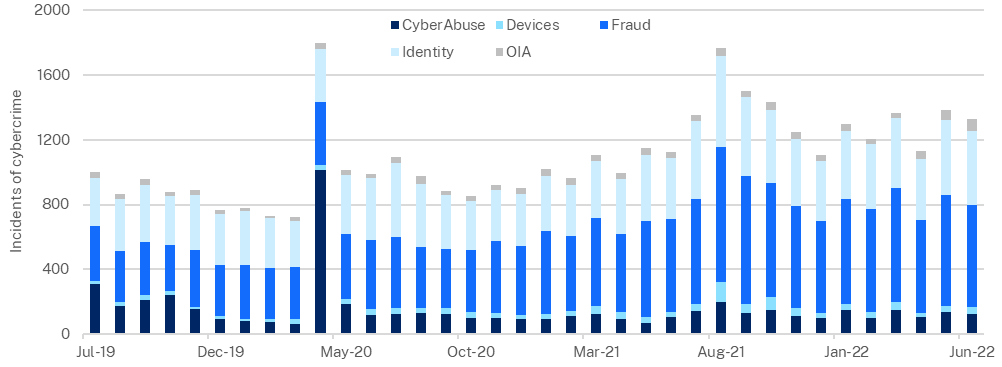 2000
1600
1200
800
400
0
Incidents of cybercrime
CyberAbuse Devices Fraud
Identity OIA
Jul-19 Dec-19 May-20 Oct-20 Mar-21 Aug-21 Jan-22 Jun-22